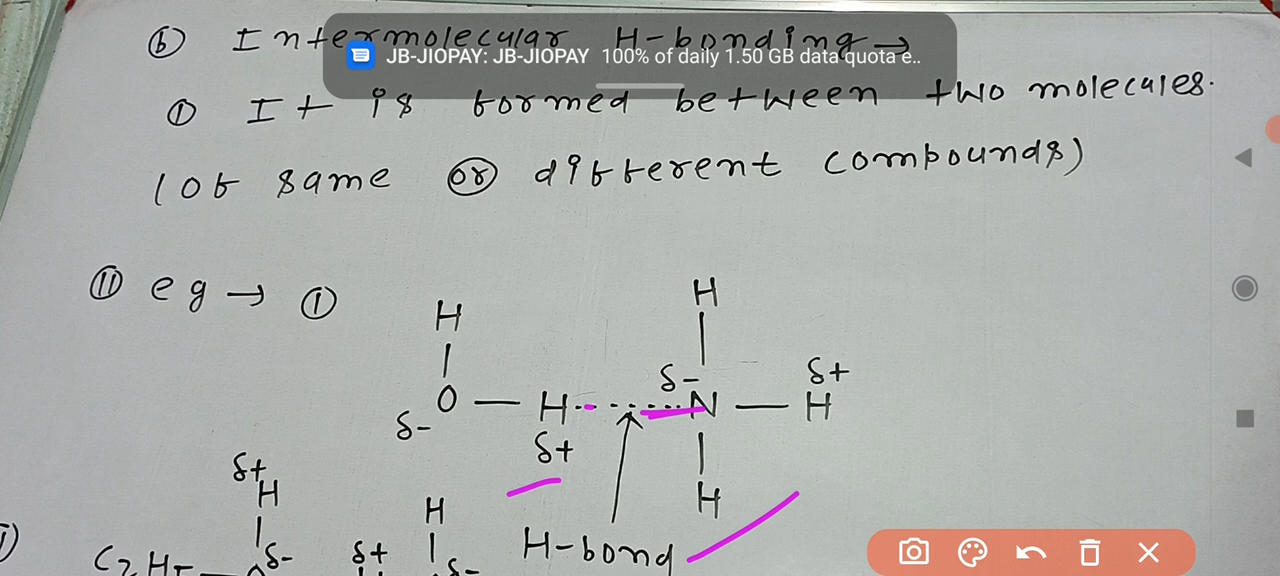 (b) Intermolecular H-bonding →
JB-JIOPAY: JB-JIOPAY 100% of daily 1.50 GB data quota e..
(i) It is formed between two molecules.
(of same (or) different compounds)
(ii) eg → (1)
H H
| |
δ- δ+
O — H ..... N — H
δ- δ+
| 
H
H-bond
δ+
H H
| δ- δ+ | δ-
C2H5